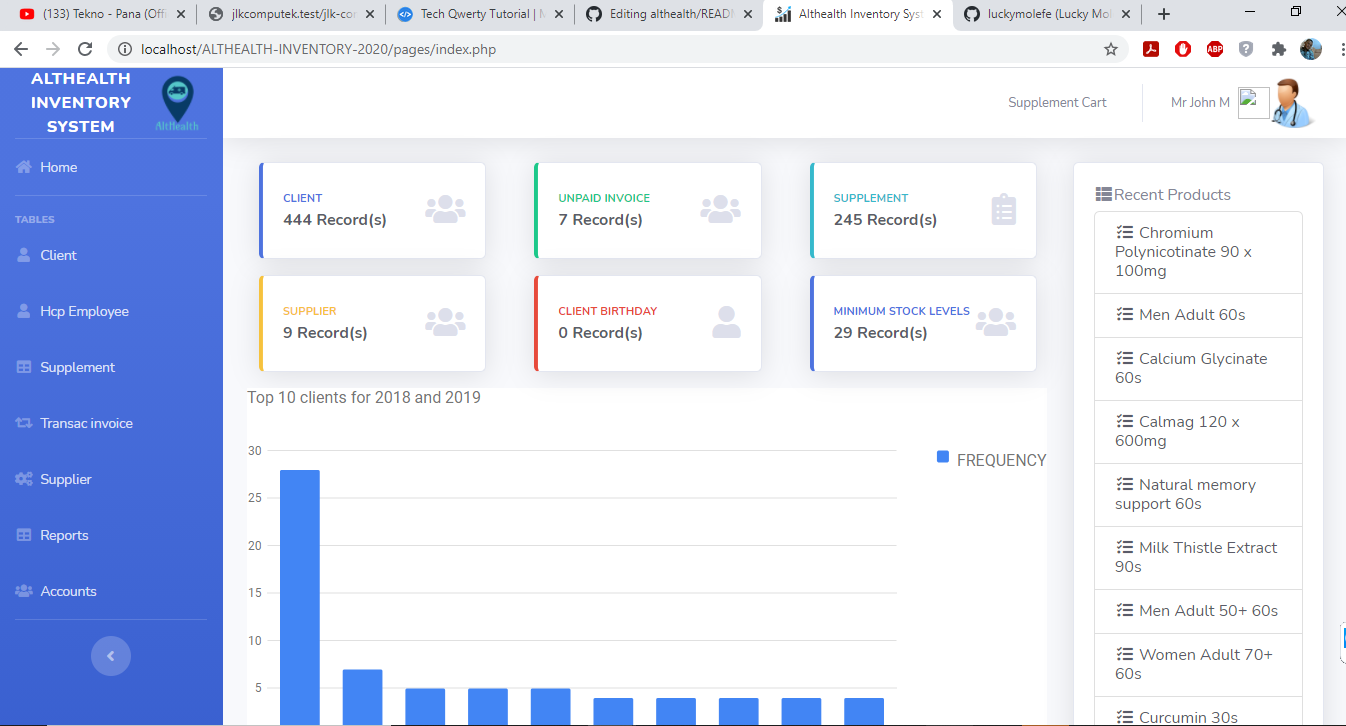 (133) Tekno - Pana (Offi
jlkcomputek.test/jlk-con
Tech Qwerty Tutorial | M
Editing althealth/READM
Althealth Inventory Syst
luckymolefe (Lucky Mol
localhost/ALTHEALTH-INVENTORY-2020/pages/index.php
ABP
ALTHEALTH
INVENTORY
SYSTEM
AltHealth
Supplement Cart
Mr John M
Home
TABLES
Client
Hcp Employee
Supplement
Transac invoice
Supplier
Reports
Accounts
CLIENT
444 Record(s)
UNPAID INVOICE
7 Record(s)
SUPPLEMENT
245 Record(s)
SUPPLIER
9 Record(s)
CLIENT BIRTHDAY
0 Record(s)
MINIMUM STOCK LEVELS
29 Record(s)
Top 10 clients for 2018 and 2019
30
25
20
15
10
5
FREQUENCY
Recent Products
Chromium
Polynicotinate 90 x
100mg
Men Adult 60s
Calcium Glycinate
60s
Calmag 120 x
600mg
Natural memory
support 60s
Milk Thistle Extract
90s
Men Adult 50+ 60s
Women Adult 70+
60s
Curcumin 30s